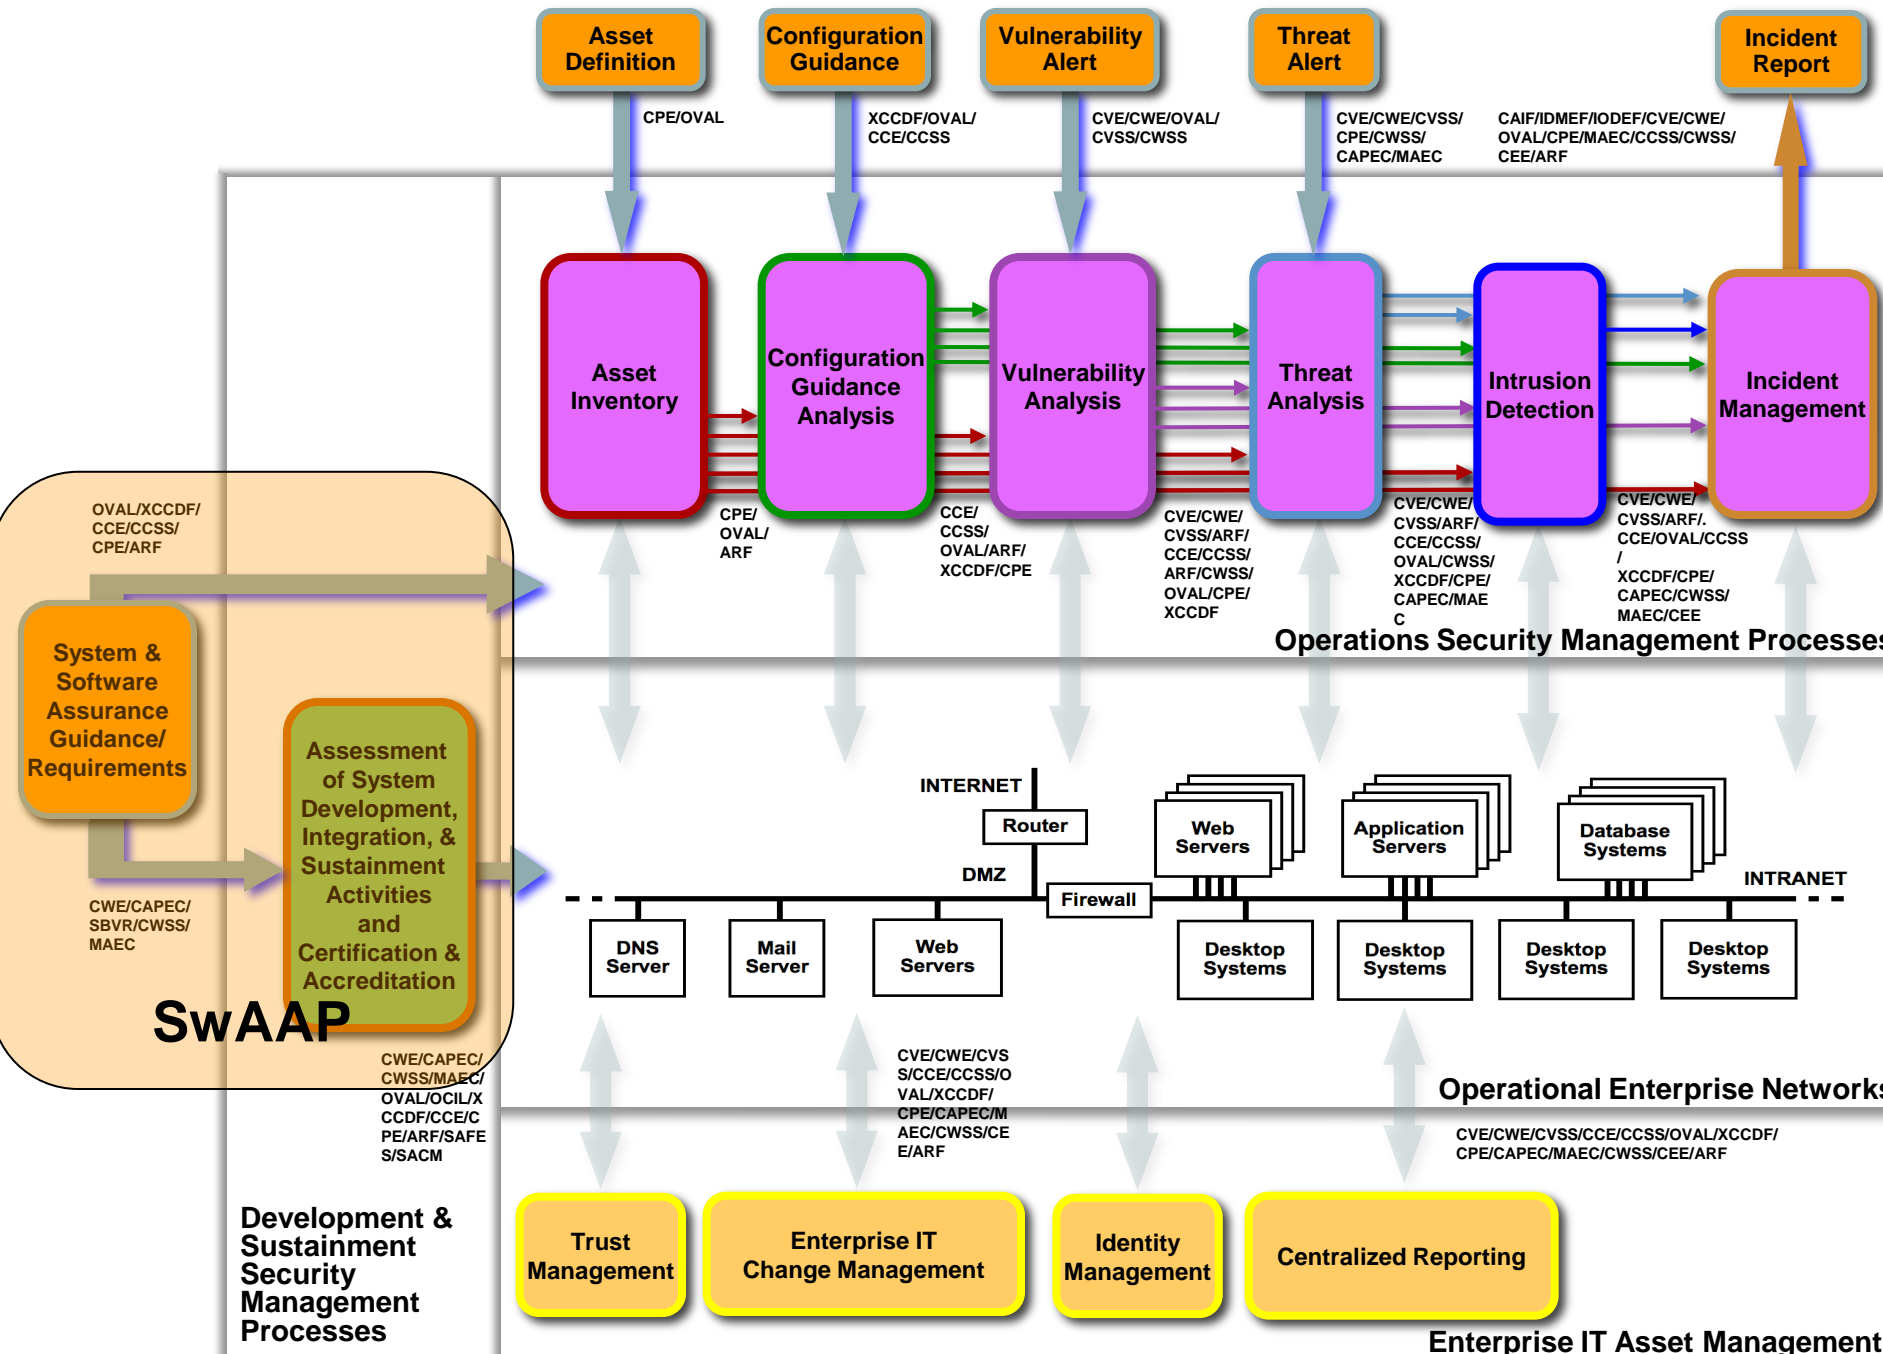 Asset
Definition
Configuration
Guidance
Vulnerability
Alert
Threat
Alert
Incident
Report
CPE/OVAL
XCCDF/OVAL/
CCE/CCSS
CVE/CWE/OVAL/
CVSS/CWSS
CVE/CWE/CVSS/
CPE/CWSS/
CAPEC/MAEC
CAIF/IDMEF/IODEF/CVE/CWE/
OVAL/CPE/MAEC/CCSS/CWSS/
CEE/ARF
Asset
Inventory
Configuration
Guidance
Analysis
Vulnerability
Analysis
Threat
Analysis
Intrusion
Detection
Incident
Management
CPE/
OVAL/
ARF
CCE/
CCSS/
OVAL/ARF/
XCCDF/CPE
CVE/CWE/
CVSS/ARF/
CCE/CCSS/
ARF/CWSS/
OVAL/CPE/
XCCDF
CVE/CWE/
CVSS/ARF/
CCE/CCSS/
OVAL/CWSS/
XCCDF/CPE/
CAPEC/MAE
C
CVE/CWE/
CVSS/ARF/.
CCE/OVAL/CCSS
/
XCCDF/CPE/
CAPEC/CWSS/
MAEC/CEE
Operations Security Management Processes
OVAL/XCCDF/
CCE/CCSS/
CPE/ARF
System &
Software
Assurance
Guidance/
Requirements
Assessment
of System
Development,
Integration, &
Sustainment
Activities
and
Certification &
Accreditation
CWE/CAPEC/
SBVR/CWSS/
MAEC
SwAAP
CWE/CAPEC/
CWSS/MAEC/
OVAL/OCIL/X
CCDF/CCE/C
PE/ARF/SAFE
S/SACM
Development &
Sustainment
Security
Management
Processes
INTERNET
Router
DMZ
Firewall
Web
Servers
Application
Servers
Database
Systems
INTRANET
DNS
Server
Mail
Server
Web
Servers
Desktop
Systems
Desktop
Systems
Desktop
Systems
Desktop
Systems
Operational Enterprise Networks
CVE/CWE/CVS
S/CCE/CCSS/O
VAL/XCCDF/
CPE/CAPEC/M
AEC/CWSS/CE
E/ARF
CVE/CWE/CVSS/CCE/CCSS/OVAL/XCCDF/
CPE/CAPEC/MAEC/CWSS/CEE/ARF
Trust
Management
Enterprise IT
Change Management
Identity
Management
Centralized Reporting
Enterprise IT Asset Management